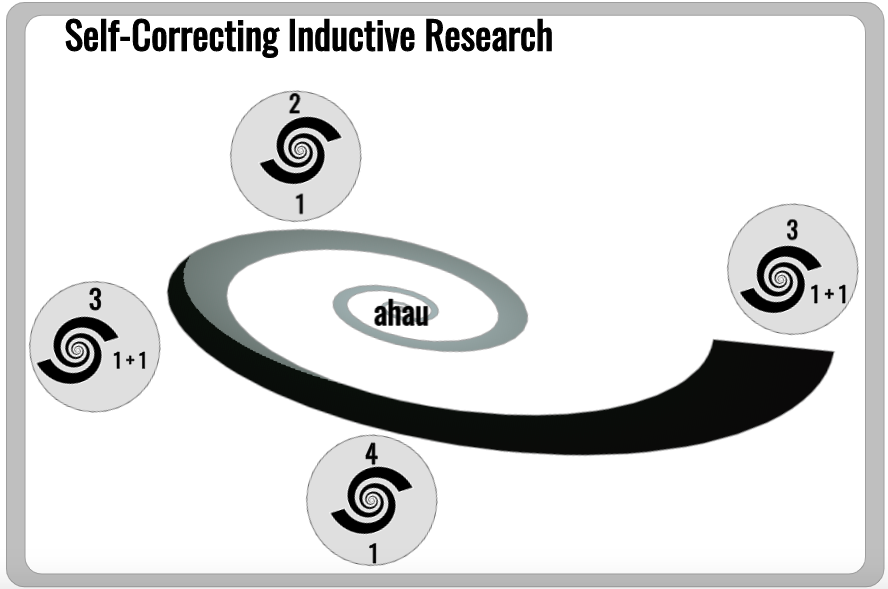 Self-Correcting Inductive Research
2
1
3
1 + 1
3
1 + 1
ahau
4
1